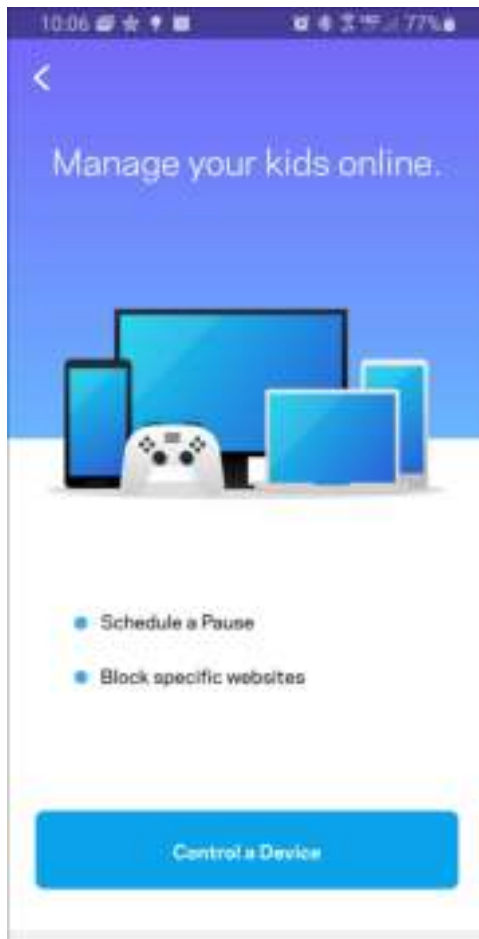 10:06 77%
Manage your kids online.
Schedule a Pause
Block specific websites
Control a Device